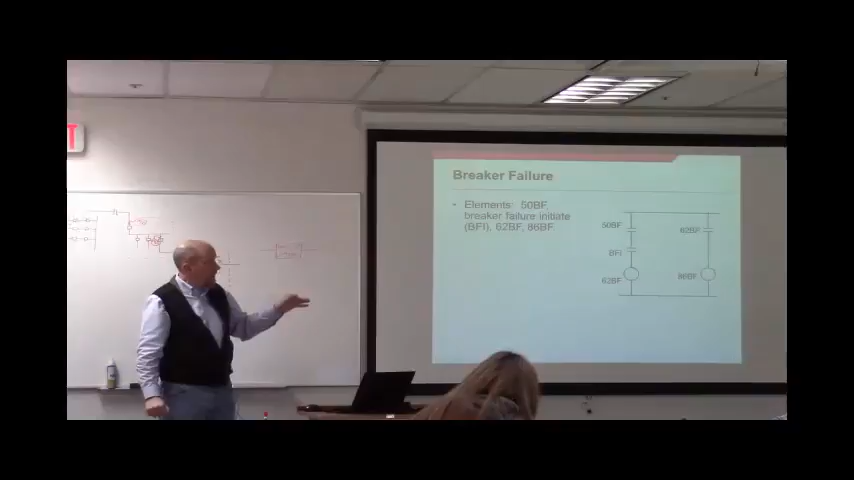 T
Breaker Failure
• Elements: 50BF,
breaker failure initiate
(BFI), 62BF, 86BF
50BF
62BF
BFI
62BF
86BF